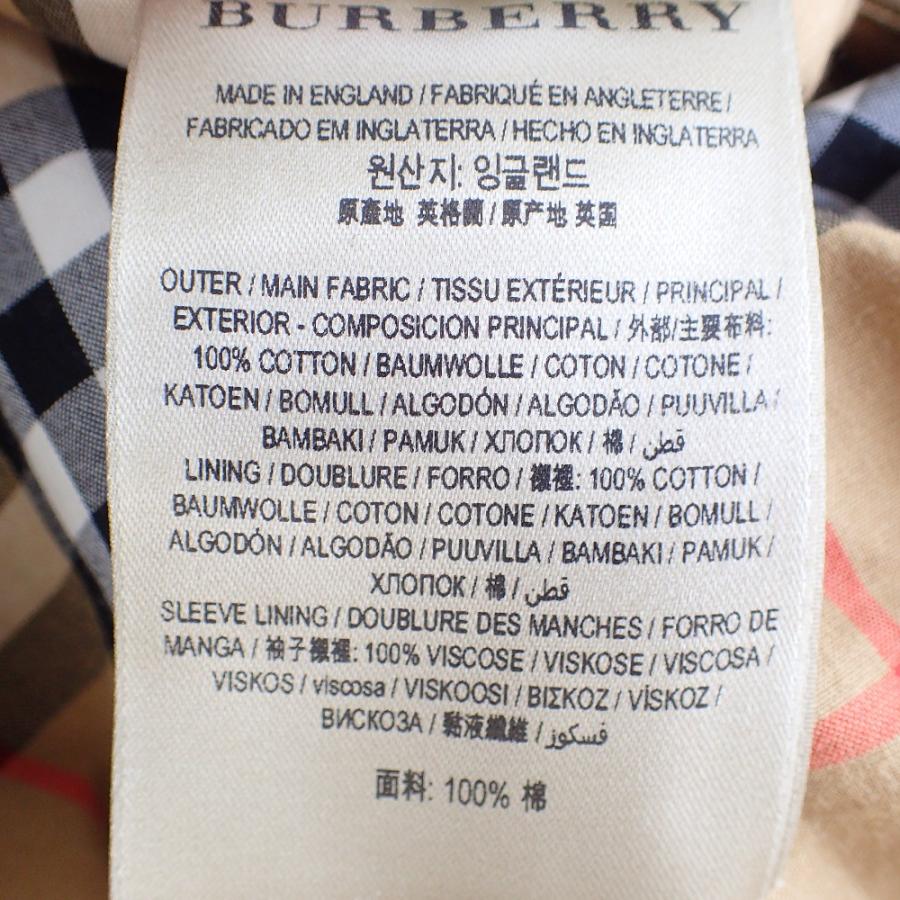 BURBERRY
MADE IN ENGLAND / FABRIQUÉ EN ANGLETERRE /
FABRICADO EM INGLATERRA / HECHO EN INGLATERRA
원산지: 잉글랜드
原產地 英格蘭 / 原产地 英国
OUTER / MAIN FABRIC / TISSU EXTÉRIEUR / PRINCIPAL /
EXTERIOR - COMPOSICION PRINCIPAL / 外部/主要布料:
100% COTTON / BAUMWOLLE / COTON / COTONE /
KATOEN / BOMULL / ALGODÓN / ALGODÃO / PUUVILLA /
BAMBAKI / PAMUK / ХЛОПОК / 棉 / قطن
LINING / DOUBLURE / FORRO / 襯裡: 100% COTTON /
BAUMWOLLE / COTON / COTONE / KATOEN / BOMULL /
ALGODÓN / ALGODÃO / PUUVILLA / BAMBAKI / PAMUK /
ХЛОПОК / 棉 / قطن
SLEEVE LINING / DOUBLURE DES MANCHES / FORRO DE
MANGA / 袖子襯裡: 100% VISCOSE / VISKOSE / VISCOSA /
VISKOS / viscosa / VISKOOSI / ΒΙΣΚΟΖ / VİSKOZ /
ВИСКОЗА / 黏液纖維 / فسكوز
面料: 100% 棉